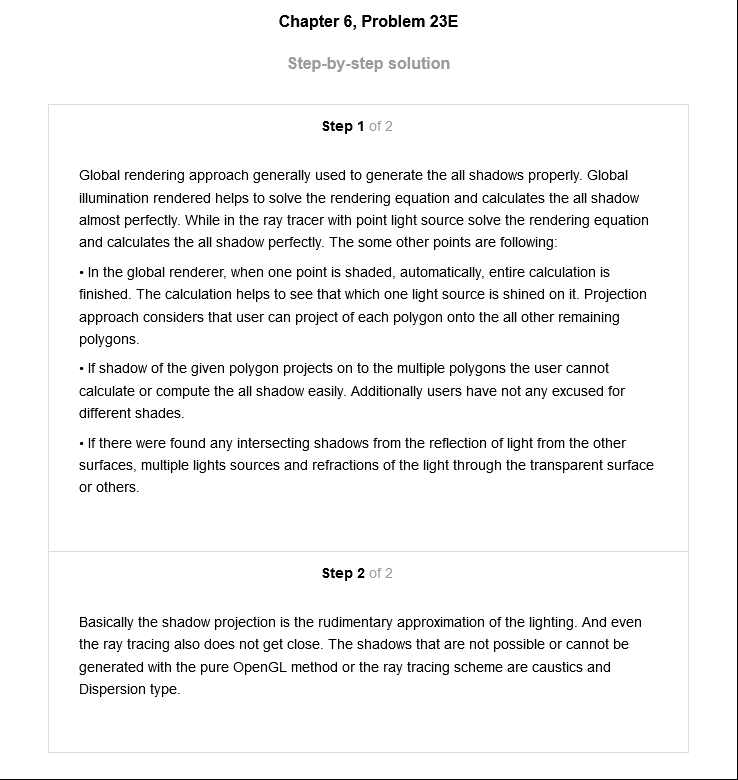 Chapter 6, Problem 23E
Step-by-step solution
Step 1 of 2
Global rendering approach generally used to generate the all shadows properly. Global
illumination rendered helps to solve the rendering equation and calculates the all shadow
almost perfectly. While in the ray tracer with point light source solve the rendering equation
and calculates the all shadow perfectly. The some other points are following:
• In the global renderer, when one point is shaded, automatically, entire calculation is
finished. The calculation helps to see that which one light source is shined on it. Projection
approach considers that user can project of each polygon onto the all other remaining
polygons.
• If shadow of the given polygon projects on to the multiple polygons the user cannot
calculate or compute the all shadow easily. Additionally users have not any excused for
different shades.
• If there were found any intersecting shadows from the reflection of light from the other
surfaces, multiple lights sources and refractions of the light through the transparent surface
or others.
Step 2 of 2
Basically the shadow projection is the rudimentary approximation of the lighting. And even
the ray tracing also does not get close. The shadows that are not possible or cannot be
generated with the pure OpenGL method or the ray tracing scheme are caustics and
Dispersion type.